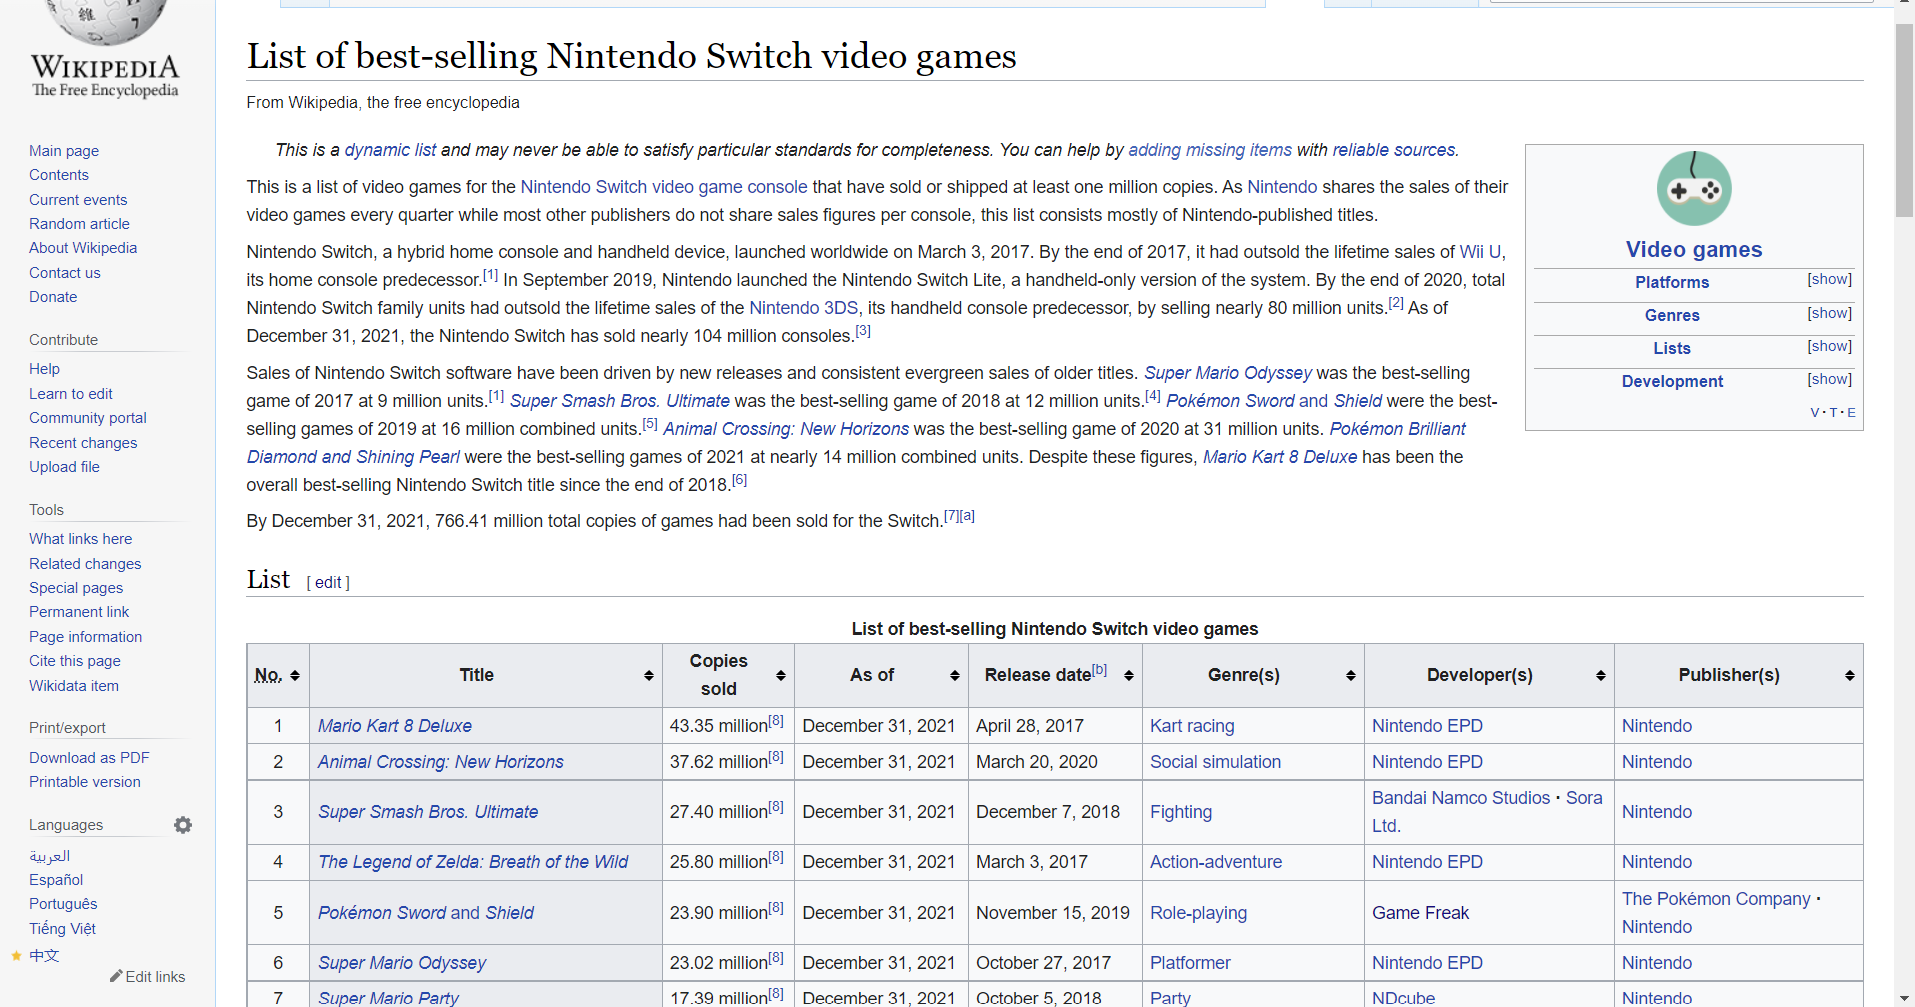 WIKIPEDIA
The Free Encyclopedia
Main page
Contents
Current events
Random article
About Wikipedia
Contact us
Donate
Contribute
Help
Learn to edit
Community portal
Recent changes
Upload file
Tools
What links here
Related changes
Special pages
Permanent link
Page information
Cite this page
Wikidata item
Print/export
Download as PDF
Printable version
Languages
العربية
Español
Português
Tiếng Việt
中文
Edit links
List of best-selling Nintendo Switch video games
From Wikipedia, the free encyclopedia
This is a dynamic list and may never be able to satisfy particular standards for completeness. You can help by adding missing items with reliable sources.
This is a list of video games for the Nintendo Switch video game console that have sold or shipped at least one million copies. As Nintendo shares the sales of their
video games every quarter while most other publishers do not share sales figures per console, this list consists mostly of Nintendo-published titles.
Nintendo Switch, a hybrid home console and handheld device, launched worldwide on March 3, 2017. By the end of 2017, it had outsold the lifetime sales of Wii U,
its home console predecessor.[1] In September 2019, Nintendo launched the Nintendo Switch Lite, a handheld-only version of the system. By the end of 2020, total
Nintendo Switch family units had outsold the lifetime sales of the Nintendo 3DS, its handheld console predecessor, by selling nearly 80 million units.[2] As of
December 31, 2021, the Nintendo Switch has sold nearly 104 million consoles.[3]
Sales of Nintendo Switch software have been driven by new releases and consistent evergreen sales of older titles. Super Mario Odyssey was the best-selling
game of 2017 at 9 million units.[1] Super Smash Bros. Ultimate was the best-selling game of 2018 at 12 million units.[4] Pokémon Sword and Shield were the best-
selling games of 2019 at 16 million combined units.[5] Animal Crossing: New Horizons was the best-selling game of 2020 at 31 million units. Pokémon Brilliant
Diamond and Shining Pearl were the best-selling games of 2021 at nearly 14 million combined units. Despite these figures, Mario Kart 8 Deluxe has been the
overall best-selling Nintendo Switch title since the end of 2018.[6]
By December 31, 2021, 766.41 million total copies of games had been sold for the Switch.[7][a]
Video games
Platforms [show]
Genres [show]
Lists [show]
Development [show]
V · T · E
List [ edit ]
List of best-selling Nintendo Switch video games
No. Title Copies sold As of Release date[b] Genre(s) Developer(s) Publisher(s)
1 Mario Kart 8 Deluxe 43.35 million[8] December 31, 2021 April 28, 2017 Kart racing Nintendo EPD Nintendo
2 Animal Crossing: New Horizons 37.62 million[8] December 31, 2021 March 20, 2020 Social simulation Nintendo EPD Nintendo
3 Super Smash Bros. Ultimate 27.40 million[8] December 31, 2021 December 7, 2018 Fighting Bandai Namco Studios · Sora Ltd. Nintendo
4 The Legend of Zelda: Breath of the Wild 25.80 million[8] December 31, 2021 March 3, 2017 Action-adventure Nintendo EPD Nintendo
5 Pokémon Sword and Shield 23.90 million[8] December 31, 2021 November 15, 2019 Role-playing Game Freak The Pokémon Company · Nintendo
6 Super Mario Odyssey 23.02 million[8] December 31, 2021 October 27, 2017 Platformer Nintendo EPD Nintendo
7 Super Mario Party 17.39 million[8] December 31, 2021 October 5, 2018 Party NDcube Nintendo